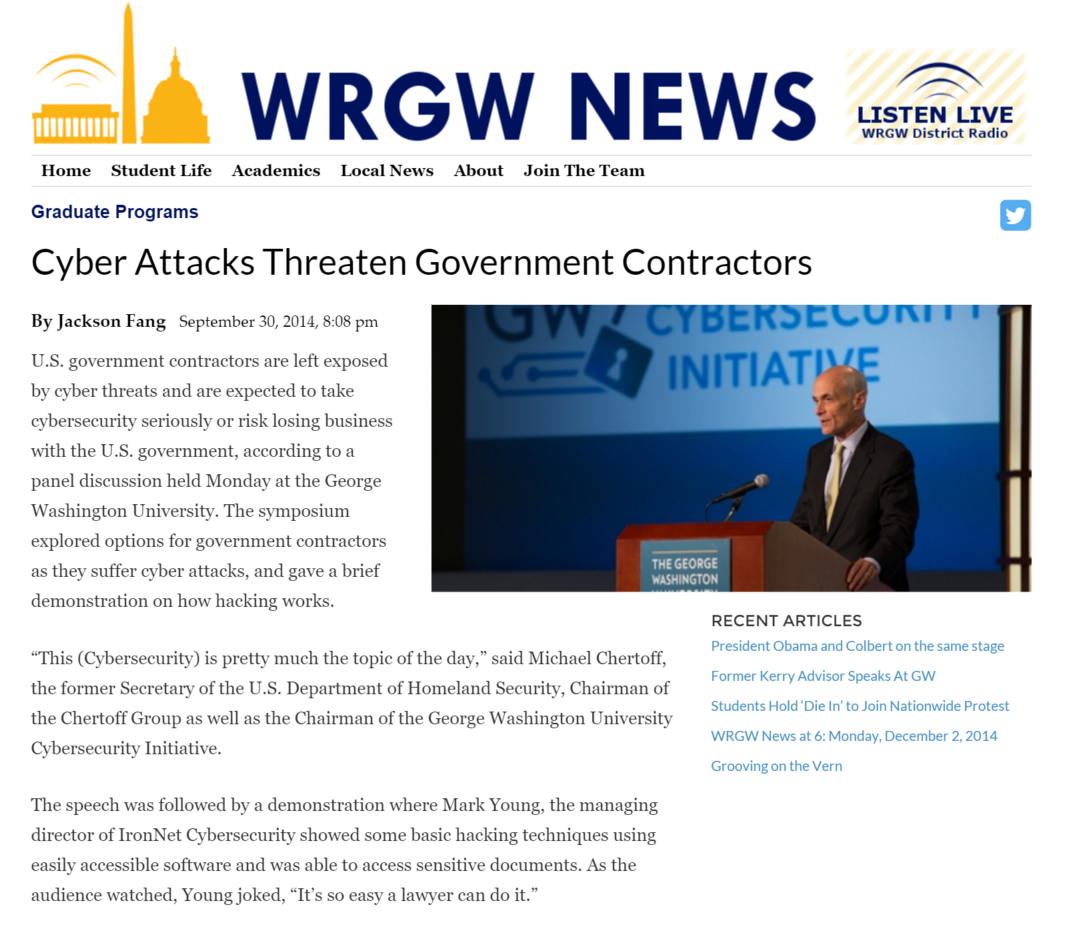 WRGW NEWS
LISTEN LIVE
WRGW District Radio
Home Student Life Academics Local News About Join The Team
Graduate Programs
Cyber Attacks Threaten Government Contractors
By Jackson Fang September 30, 2014, 8:08 pm
U.S. government contractors are left exposed
by cyber threats and are expected to take
cybersecurity seriously or risk losing business
with the U.S. government, according to a
panel discussion held Monday at the George
Washington University. The symposium
explored options for government contractors
as they suffer cyber attacks, and gave a brief
demonstration on how hacking works.
GW CYBERSECURITY
INITIATIVE
THE GEORGE
WASHINGTON
UNIVERSITY
“This (Cybersecurity) is pretty much the topic of the day,” said Michael Chertoff,
the former Secretary of the U.S. Department of Homeland Security, Chairman of
the Chertoff Group as well as the Chairman of the George Washington University
Cybersecurity Initiative.
The speech was followed by a demonstration where Mark Young, the managing
director of IronNet Cybersecurity showed some basic hacking techniques using
easily accessible software and was able to access sensitive documents. As the
audience watched, Young joked, “It’s so easy a lawyer can do it.”
RECENT ARTICLES
President Obama and Colbert on the same stage
Former Kerry Advisor Speaks At GW
Students Hold ‘Die In’ to Join Nationwide Protest
WRGW News at 6: Monday, December 2, 2014
Grooving on the Vern